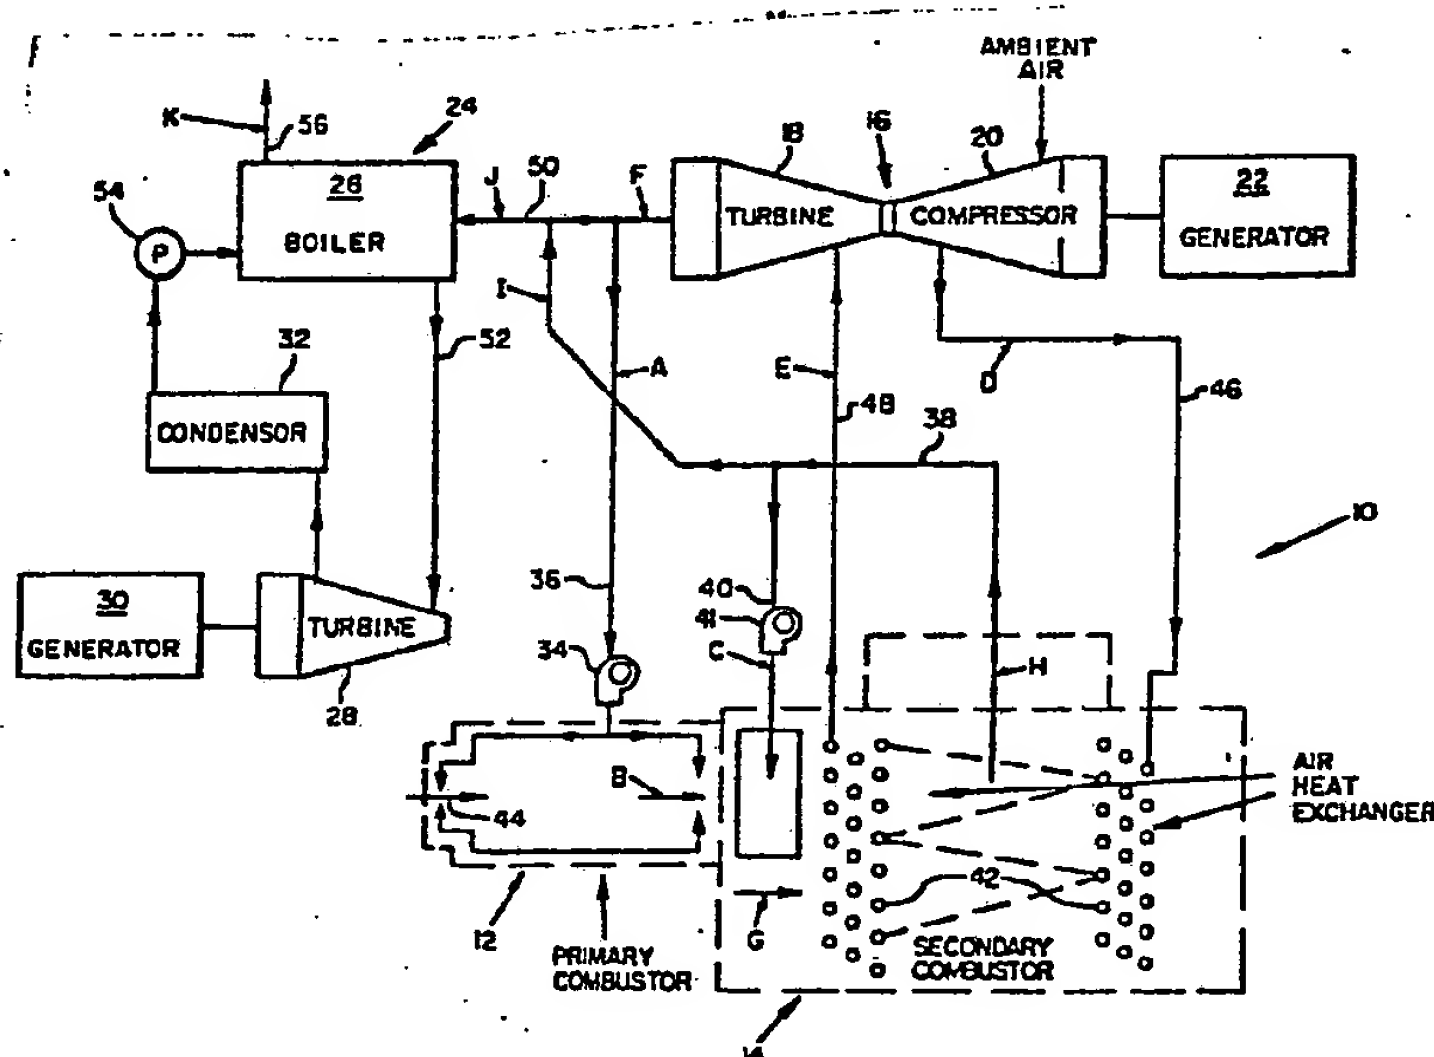 AMBIENT
AIR
K
56
24
54
26
BOILER
P
J
50
F
18
16
20
TURBINE
COMPRESSOR
22
GENERATOR
I
32
52
A
E
D
46
48
38
CONDENSOR
10
30
GENERATOR
TURBINE
28
36
34
40
41
C
H
B
44
AIR
HEAT
EXCHANGER
42
12
G
PRIMARY
COMBUSTOR
SECONDARY
COMBUSTOR
14